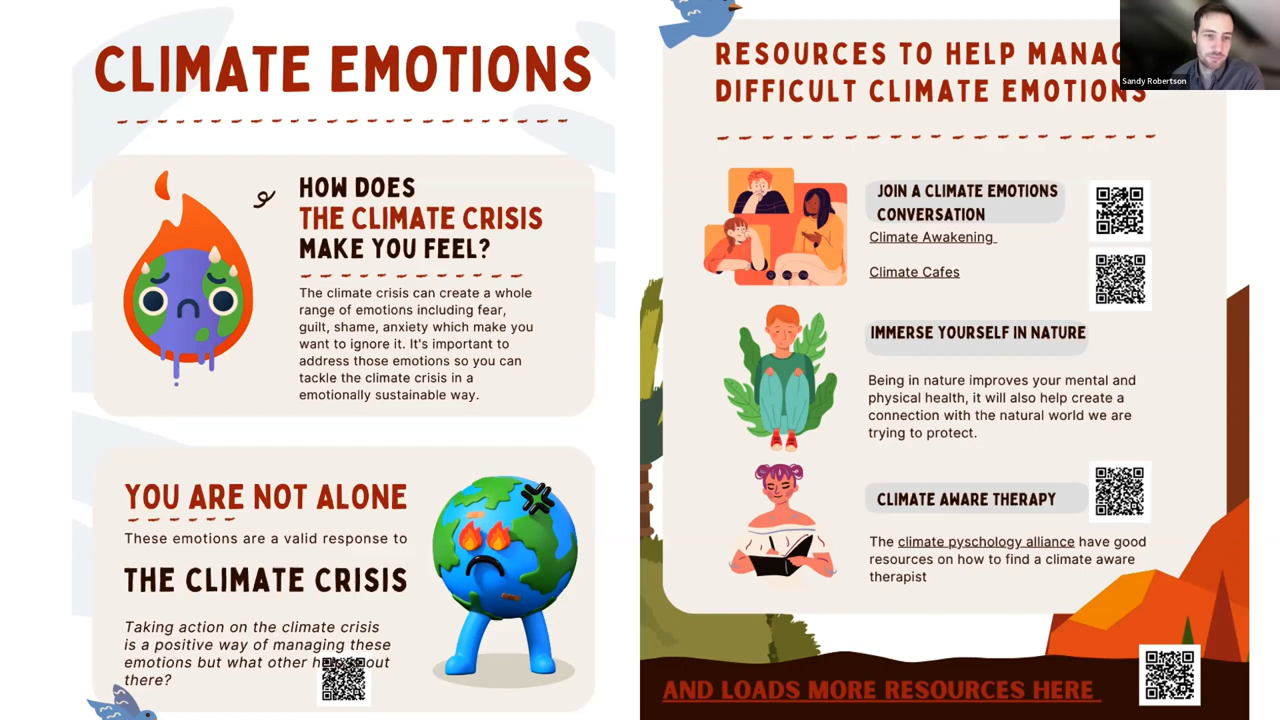 CLIMATE EMOTIONS
HOW DOES
THE CLIMATE CRISIS
MAKE YOU FEEL?
The climate crisis can create a whole
range of emotions including fear,
guilt, shame, anxiety which make you
want to ignore it. It's important to
address those emotions so you can
tackle the climate crisis in a
emotionally sustainable way.
YOU ARE NOT ALONE
These emotions are a valid response to
THE CLIMATE CRISIS
Taking action on the climate crisis
is a positive way of managing these
emotions but what other
there?
RESOURCES TO HELP
DIFFICULT CLIMATE EMOTIONS
Sandy Robertson
JOIN A CLIMATE EMOTIONS
CONVERSATION
Climate Awakening
Climate Cafes
IMMERSE YOURSELF IN NATURE
Being in nature improves your mental and
physical health, it will also help create a
connection with the natural world we are
trying to protect.
CLIMATE AWARE THERAPY
The climate pyschology alliance have good
resources on how to find a climate aware
therapist
AND LOADS MORE RESOURCES HERE